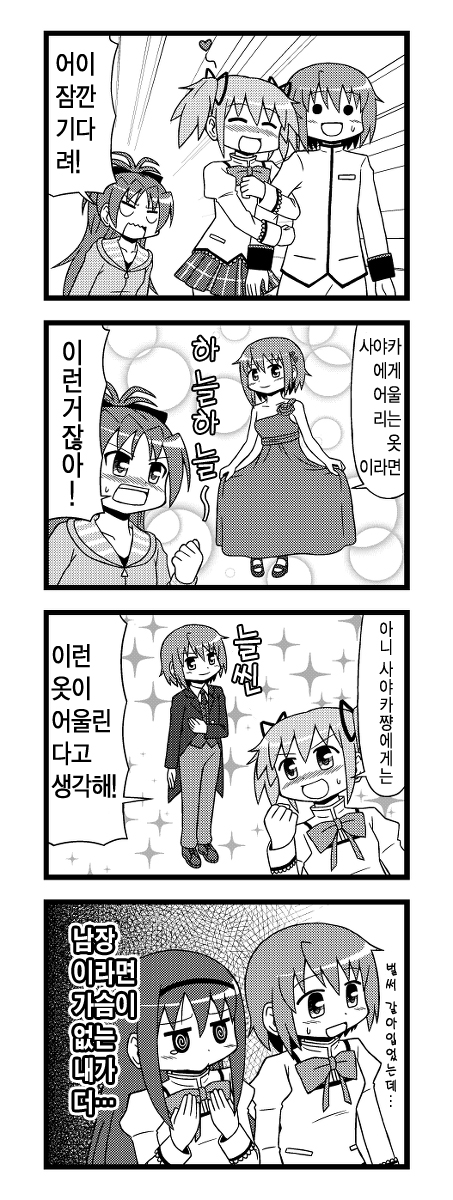 어이
잠깐
기다
려!
사야카
에게
어울
리는 옷
이라면
하늘하늘~
이런거잖아!
아니 사야카쨩에게는
늘씬
이런
옷이
어울린
다고
생각해!
벌써 갈아입었는데...
남장
이라면
가슴이
없는
내가
더...